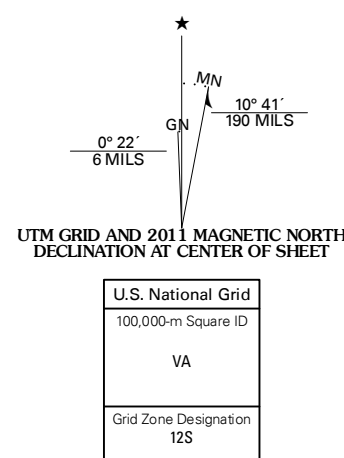 ★
MN
GN
10° 41´
190 MILS
0° 22´
6 MILS
UTM GRID AND 2011 MAGNETIC NORTH
DECLINATION AT CENTER OF SHEET
U.S. National Grid
100,000-m Square ID
VA
Grid Zone Designation
12S